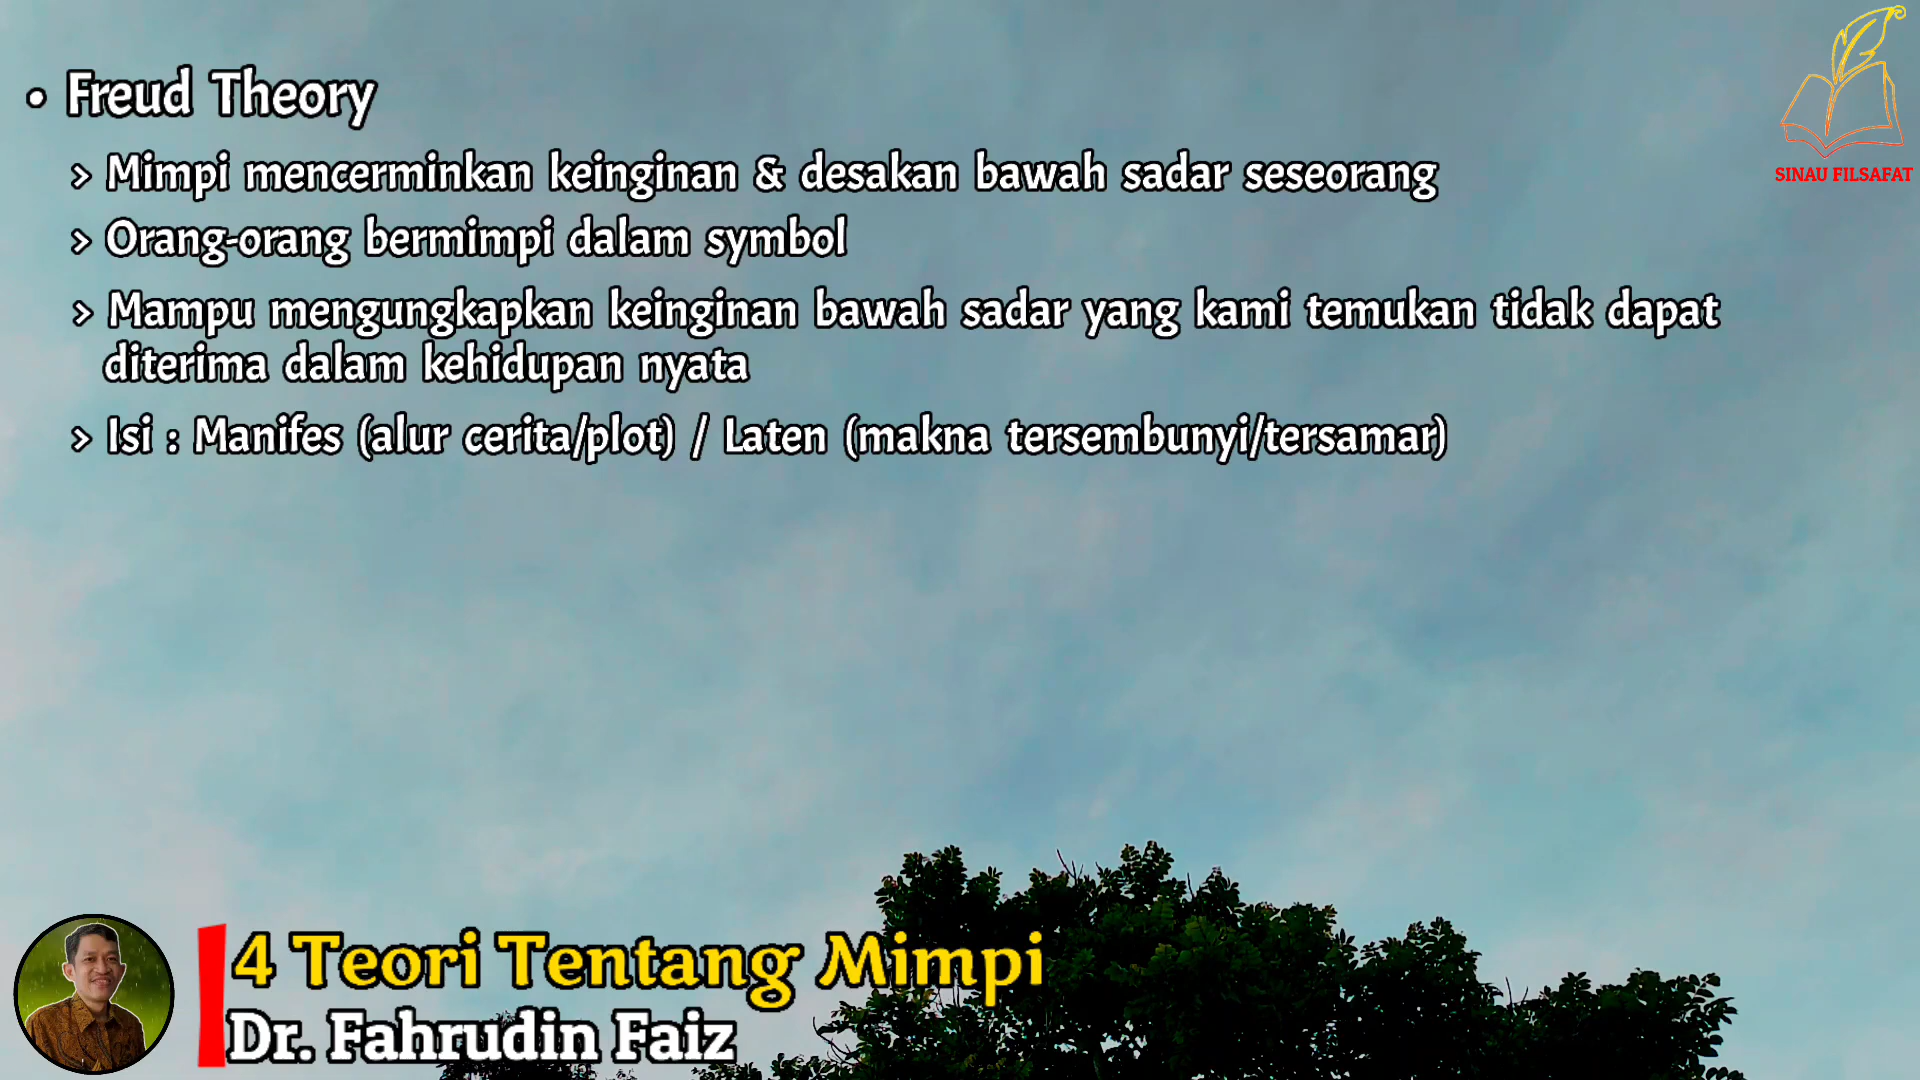 • Freud Theory
> Mimpi mencerminkan keinginan & desakan bawah sadar seseorang
> Orang-orang bermimpi dalam symbol
> Mampu mengungkapkan keinginan bawah sadar yang kami temukan tidak dapat
diterima dalam kehidupan nyata
> Isi : Manifes (alur cerita/plot) / Laten (makna tersembunyi/tersamar)
SINAU FILSAFAT
4 Teori Tentang Mimpi
Dr. Fahrudin Faiz